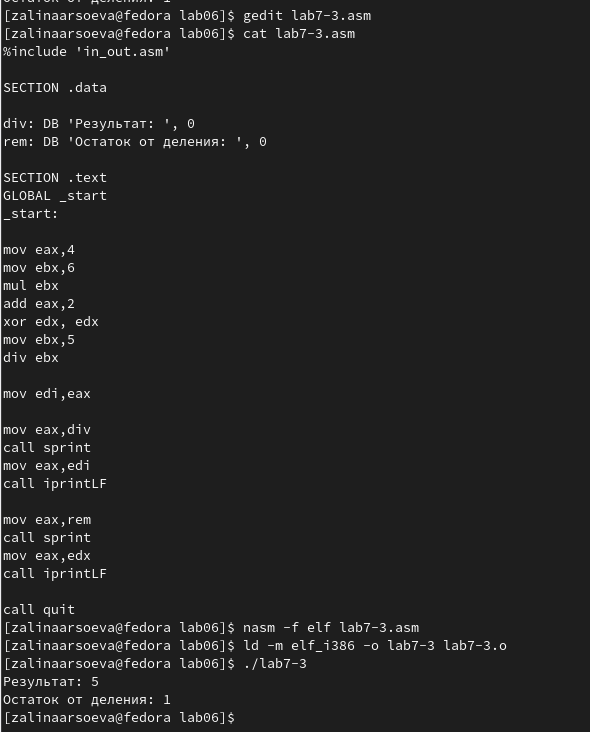 Остаток от деления: 1
[zalinaarsoeva@fedora lab06]$ gedit lab7-3.asm
[zalinaarsoeva@fedora lab06]$ cat lab7-3.asm
%include 'in_out.asm'
SECTION .data
div: DB 'Результат: ', 0
rem: DB 'Остаток от деления: ', 0
SECTION .text
GLOBAL _start
_start:
mov eax,4
mov ebx,6
mul ebx
add eax,2
xor edx, edx
mov ebx,5
div ebx
mov edi,eax
mov eax,div
call sprint
mov eax,edi
call iprintLF
mov eax,rem
call sprint
mov eax,edx
call iprintLF
call quit
[zalinaarsoeva@fedora lab06]$ nasm -f elf lab7-3.asm
[zalinaarsoeva@fedora lab06]$ ld -m elf_i386 -o lab7-3 lab7-3.o
[zalinaarsoeva@fedora lab06]$ ./lab7-3
Результат: 5
Остаток от деления: 1
[zalinaarsoeva@fedora lab06]$